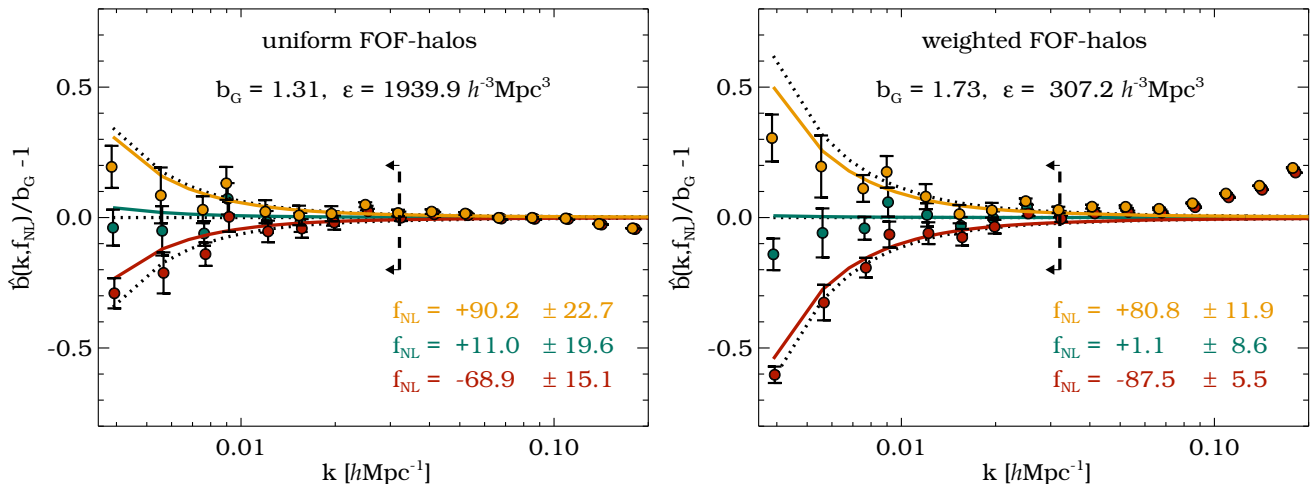 uniform FOF-halos
b_G = 1.31, ε = 1939.9 h⁻³Mpc³
f_NL = +90.2 ± 22.7
f_NL = +11.0 ± 19.6
f_NL = -68.9 ± 15.1
0.5
0.0
-0.5
b̂(k,f_NL)/b_G -1
0.01
0.10
k [hMpc⁻¹]
weighted FOF-halos
b_G = 1.73, ε = 307.2 h⁻³Mpc³
f_NL = +80.8 ± 11.9
f_NL = +1.1 ± 8.6
f_NL = -87.5 ± 5.5
0.5
0.0
-0.5
b̂(k,f_NL)/b_G -1
0.01
0.10
k [hMpc⁻¹]